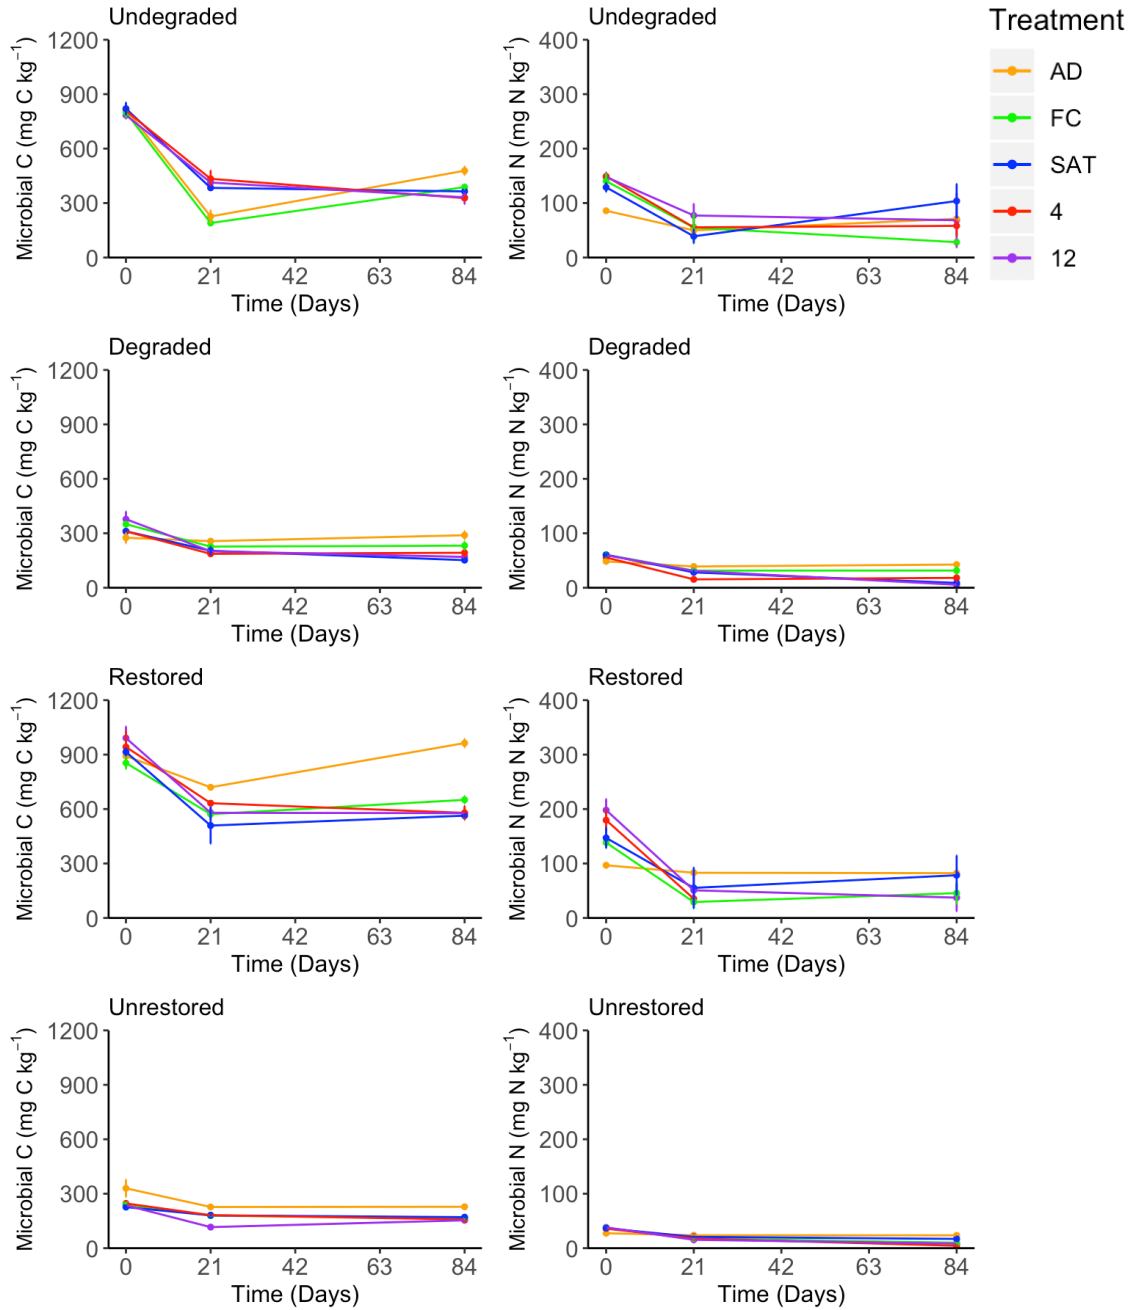 Undegraded
Microbial C (mg C kg⁻¹)
1200
900
600
300
0
0 21 42 63 84
Time (Days)
Undegraded
Microbial N (mg N kg⁻¹)
400
300
200
100
0
0 21 42 63 84
Time (Days)
Treatment
AD
FC
SAT
4
12
Degraded
Microbial C (mg C kg⁻¹)
1200
900
600
300
0
0 21 42 63 84
Time (Days)
Degraded
Microbial N (mg N kg⁻¹)
400
300
200
100
0
0 21 42 63 84
Time (Days)
Restored
Microbial C (mg C kg⁻¹)
1200
900
600
300
0
0 21 42 63 84
Time (Days)
Restored
Microbial N (mg N kg⁻¹)
400
300
200
100
0
0 21 42 63 84
Time (Days)
Unrestored
Microbial C (mg C kg⁻¹)
1200
900
600
300
0
0 21 42 63 84
Time (Days)
Unrestored
Microbial N (mg N kg⁻¹)
400
300
200
100
0
0 21 42 63 84
Time (Days)